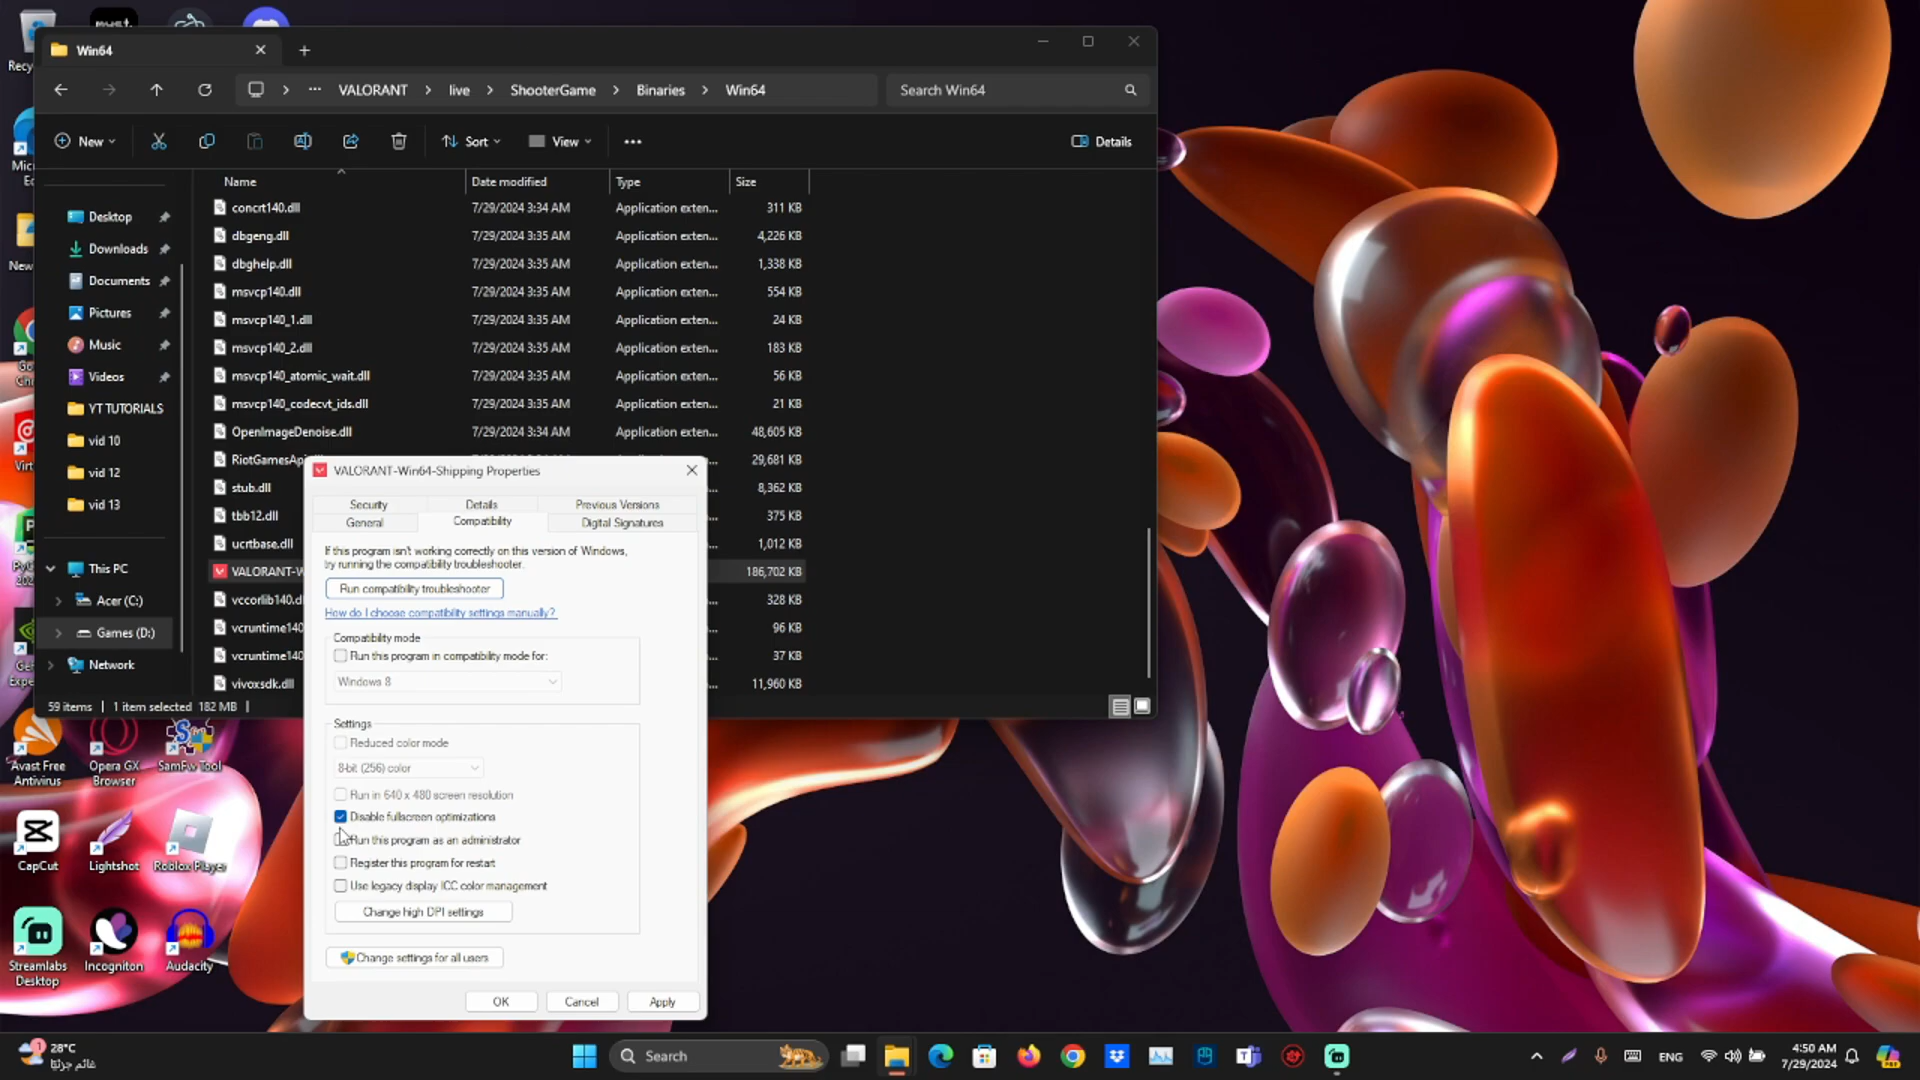 Win64
VALORANT > live > ShooterGame > Binaries > Win64
Search Win64
New
Sort
View
Details
Name Date modified Type Size
concrt140.dll 7/29/2024 3:34 AM Application exten... 311 KB
dbgeng.dll 7/29/2024 3:35 AM Application exten... 4,226 KB
dbghelp.dll 7/29/2024 3:35 AM Application exten... 1,338 KB
msvcp140.dll 7/29/2024 3:35 AM Application exten... 554 KB
msvcp140_1.dll 7/29/2024 3:35 AM Application exten... 24 KB
msvcp140_2.dll 7/29/2024 3:35 AM Application exten... 183 KB
msvcp140_atomic_wait.dll 7/29/2024 3:35 AM Application exten... 56 KB
msvcp140_codecvt_ids.dll 7/29/2024 3:35 AM Application exten... 21 KB
OpenImageDenoise.dll 7/29/2024 3:34 AM Application exten... 48,605 KB
29,681 KB
stub.dll 8,362 KB
tbb12.dll 375 KB
ucrtbase.dll 1,012 KB
VALORANT-W 186,702 KB
vccorlib140.d 328 KB
vcruntime140 96 KB
vcruntime140 37 KB
vivoxsdk.dll 11,960 KB
Desktop
Downloads
Documents
Pictures
Music
Videos
YT TUTORIALS
vid 10
vid 12
vid 13
This PC
Acer (C:)
Games (D:)
Network
59 items | 1 item selected 182 MB |
VALORANT-Win64-Shipping Properties
Security Details Previous Versions
General Compatibility Digital Signatures
If this program isn't working correctly on this version of Windows,
try running the compatibility troubleshooter.
Run compatibility troubleshooter
How do I choose compatibility settings manually?
Compatibility mode
Run this program in compatibility mode for:
Windows 8
Settings
Reduced color mode
8-bit (256) color
Run in 640 x 480 screen resolution
Disable fullscreen optimizations
Run this program as an administrator
Register this program for restart
Use legacy display ICC color management
Change high DPI settings
Change settings for all users
OK Cancel Apply
Avast Free
Antivirus
Opera GX
Browser
SamFw Tool
CapCut
Lightshot
Roblox Player
Streamlabs
Desktop
Incogniton
Audacity
28°C
غائم جزئيًا
Search
ENG
4:50 AM
7/29/2024